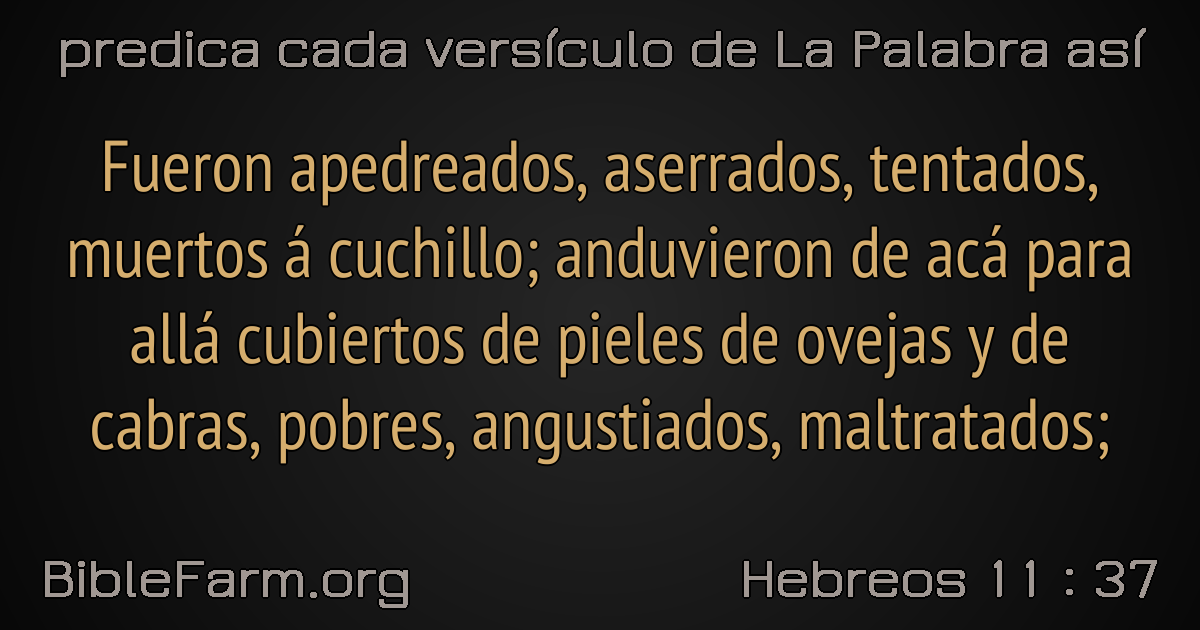 predica cada versículo de La Palabra así
Fueron apedreados, aserrados, tentados,
muertos á cuchillo; anduvieron de acá para
allá cubiertos de pieles de ovejas y de
cabras, pobres, angustiados, maltratados;
BibleFarm.org
Hebreos 11 : 37